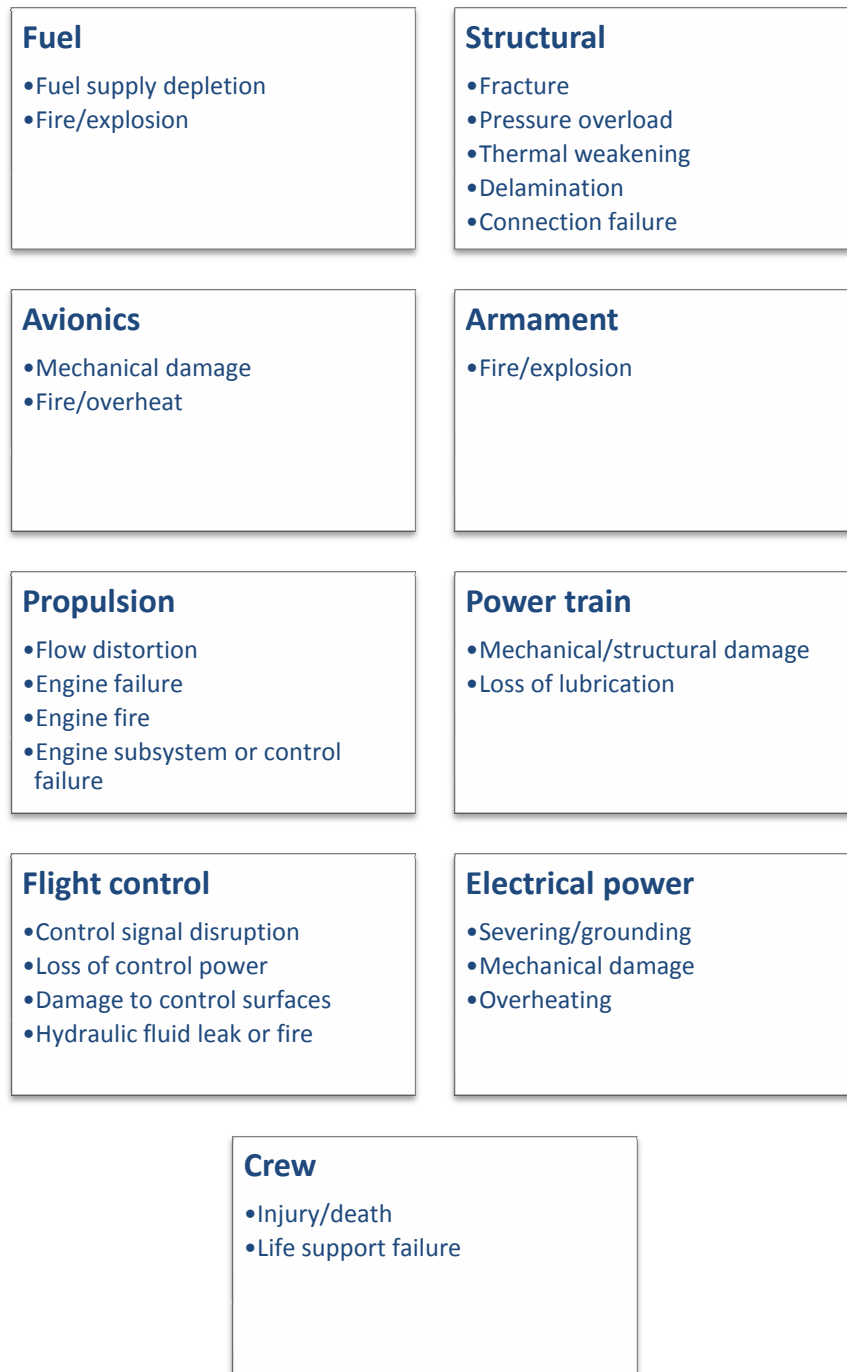 Fuel
•Fuel supply depletion
•Fire/explosion
Structural
•Fracture
•Pressure overload
•Thermal weakening
•Delamination
•Connection failure
Avionics
•Mechanical damage
•Fire/overheat
Armament
•Fire/explosion
Propulsion
•Flow distortion
•Engine failure
•Engine fire
•Engine subsystem or control
failure
Power train
•Mechanical/structural damage
•Loss of lubrication
Flight control
•Control signal disruption
•Loss of control power
•Damage to control surfaces
•Hydraulic fluid leak or fire
Electrical power
•Severing/grounding
•Mechanical damage
•Overheating
Crew
•Injury/death
•Life support failure